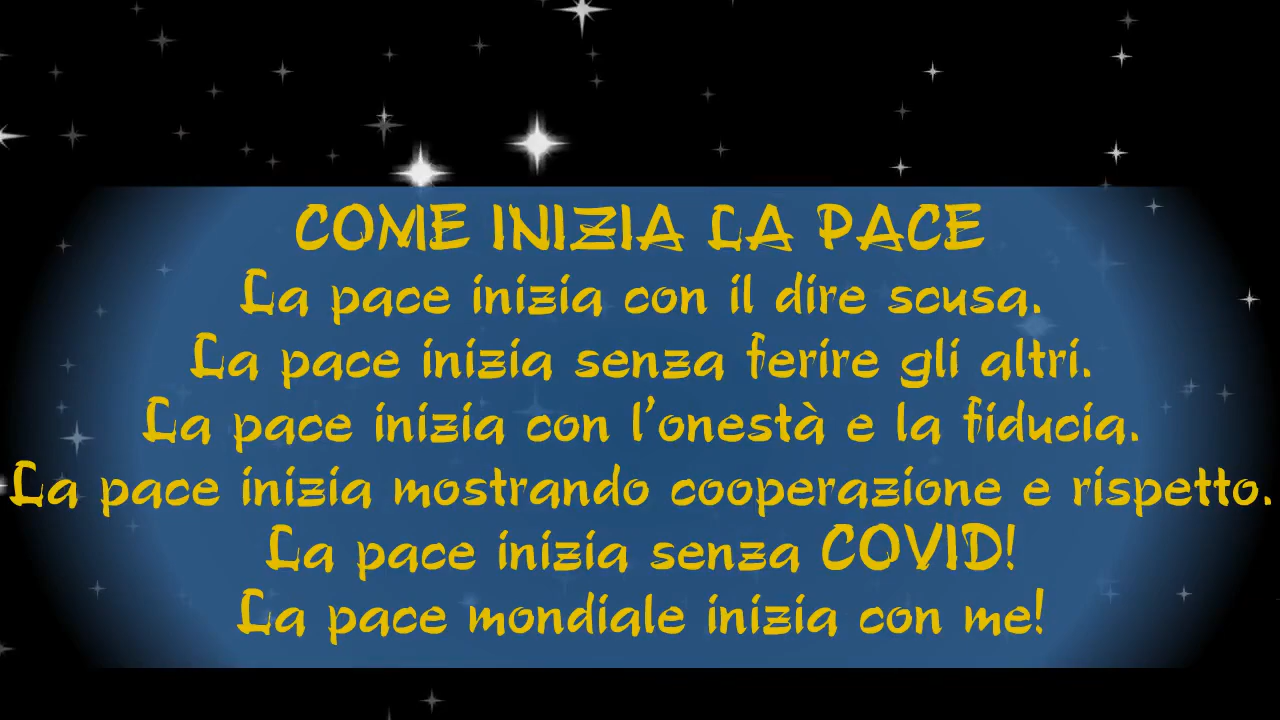 COME INIZIA LA PACE
La pace inizia con il dire scusa.
La pace inizia senza ferire gli altri.
La pace inizia con l'onestà e la fiducia.
La pace inizia mostrando cooperazione e rispetto.
La pace inizia senza COVID!
La pace mondiale inizia con me!